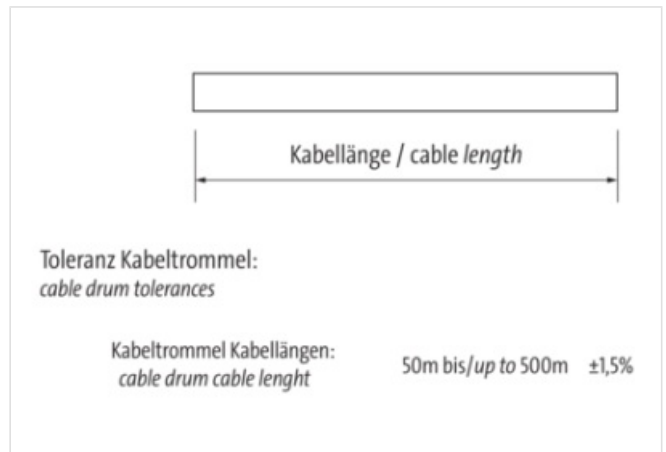 Kabellänge / cable length
Toleranz Kabeltrommel:
cable drum tolerances
Kabeltrommel Kabellängen:
cable drum cable lenght
50m bis/up to 500m ±1,5%